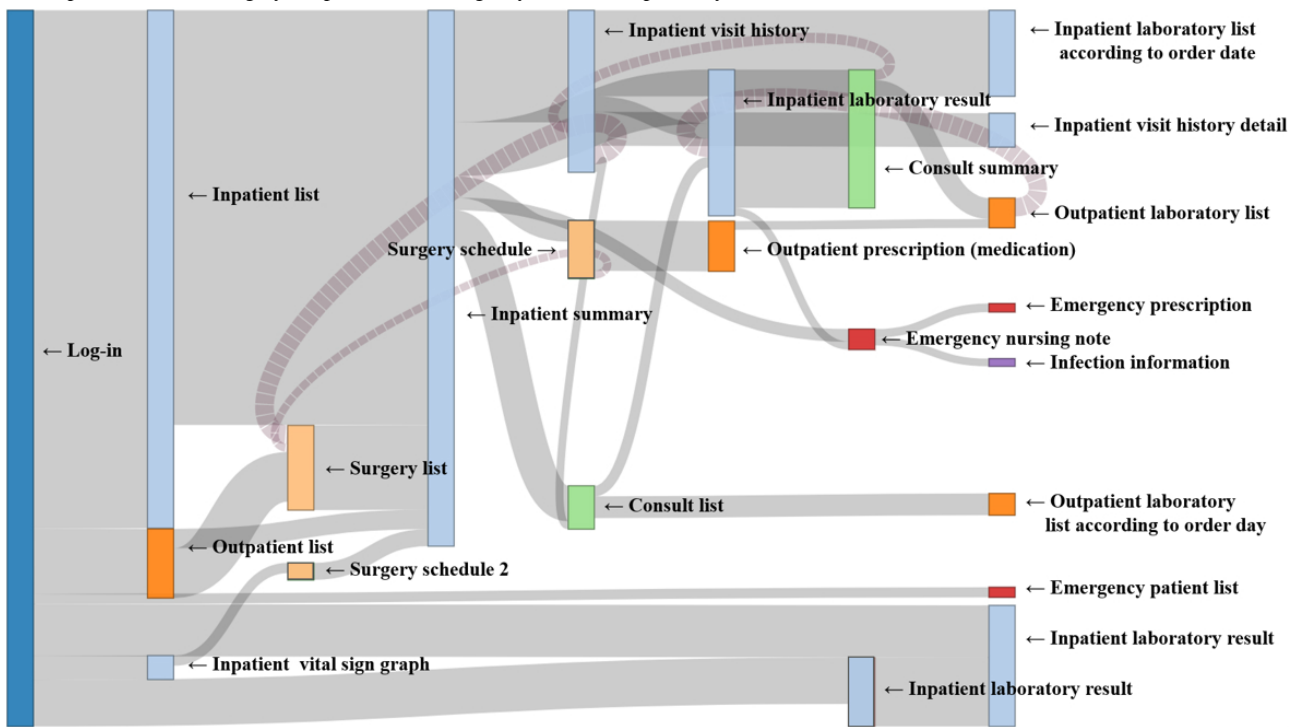 ← Inpatient visit history
← Inpatient laboratory list
according to order date
← Inpatient laboratory result
← Inpatient visit history detail
← Consult summary
← Inpatient list
← Outpatient laboratory list
Surgery schedule →
← Outpatient prescription (medication)
← Inpatient summary
← Emergency prescription
← Emergency nursing note
← Log-in
← Infection information
← Surgery list
← Consult list
← Outpatient laboratory
list according to order day
← Outpatient list
← Surgery schedule 2
← Emergency patient list
← Inpatient laboratory result
← Inpatient vital sign graph
← Inpatient laboratory result